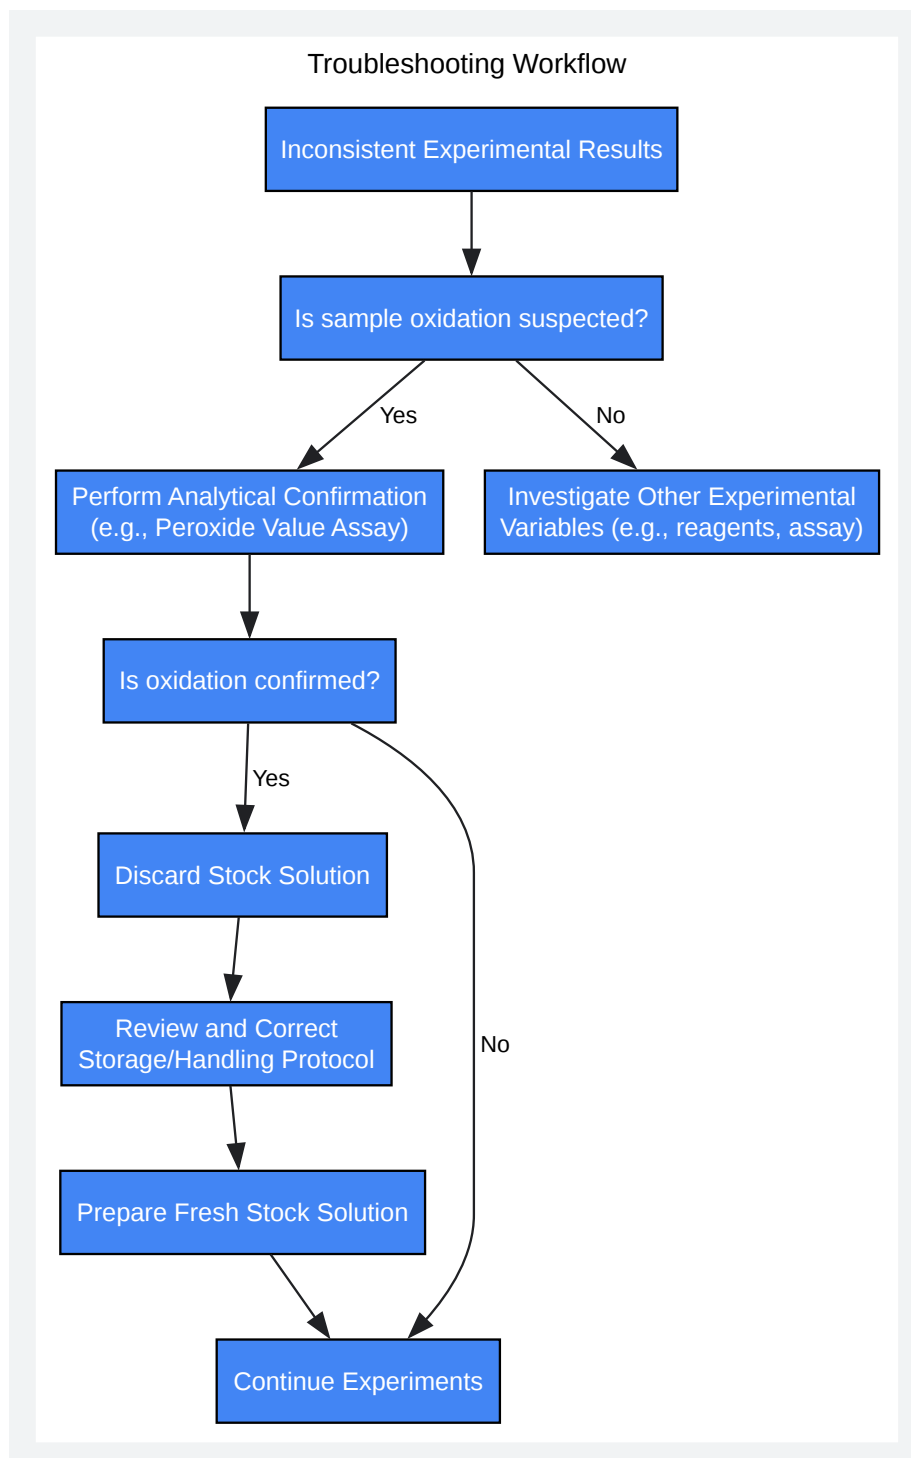 Troubleshooting Workflow
Inconsistent Experimental Results
Is sample oxidation suspected?
Yes
No
Perform Analytical Confirmation
(e.g., Peroxide Value Assay)
Investigate Other Experimental
Variables (e.g., reagents, assay)
Is oxidation confirmed?
Yes
Discard Stock Solution
Review and Correct
Storage/Handling Protocol
No
Prepare Fresh Stock Solution
Continue Experiments